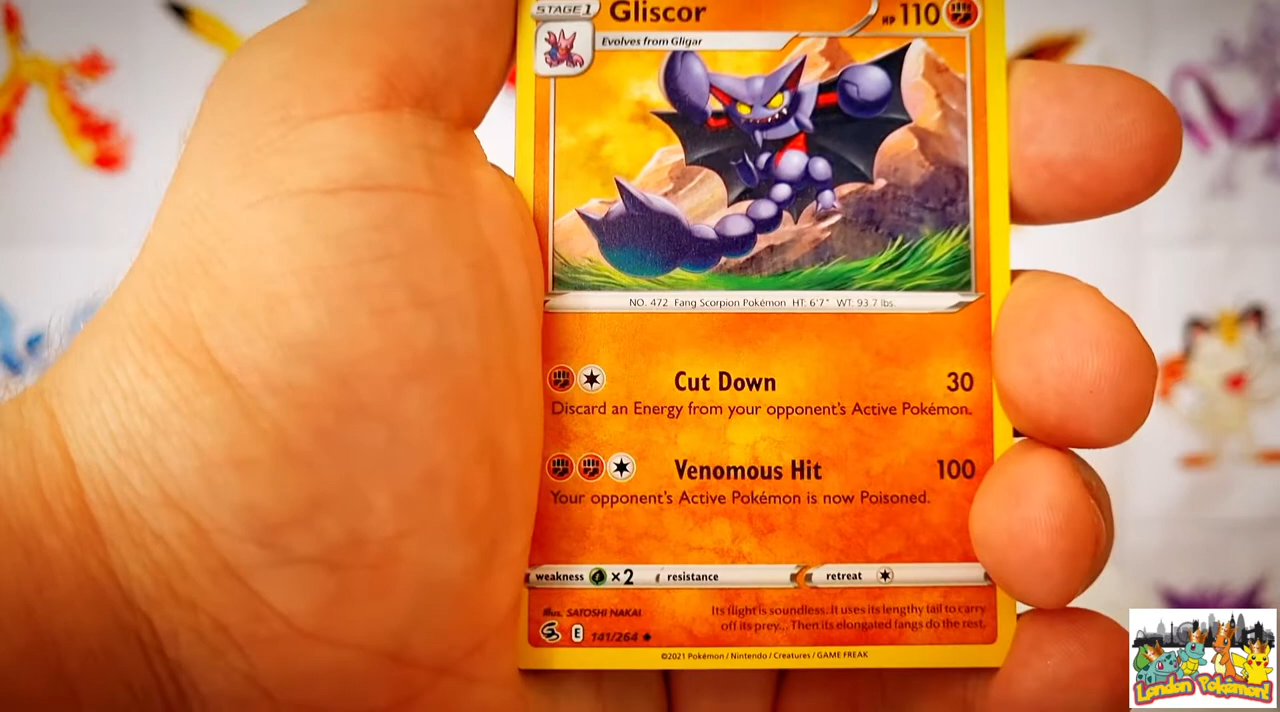 STAGE 1 Gliscor HP 110
Evolves from Gligar
NO. 472 Fang Scorpion Pokémon HT: 6'7" WT: 93.7 lbs.
Cut Down 30
Discard an Energy from your opponent's Active Pokémon.
Venomous Hit 100
Your opponent's Active Pokémon is now Poisoned.
weakness ×2 resistance retreat
Illus. SATOSHI NAKAI
Its flight is soundless. It uses its lengthy tail to carry
off its prey... Then its elongated fangs do the rest.
E 141/264
©2021 Pokémon / Nintendo / Creatures / GAME FREAK
London Pokémon!